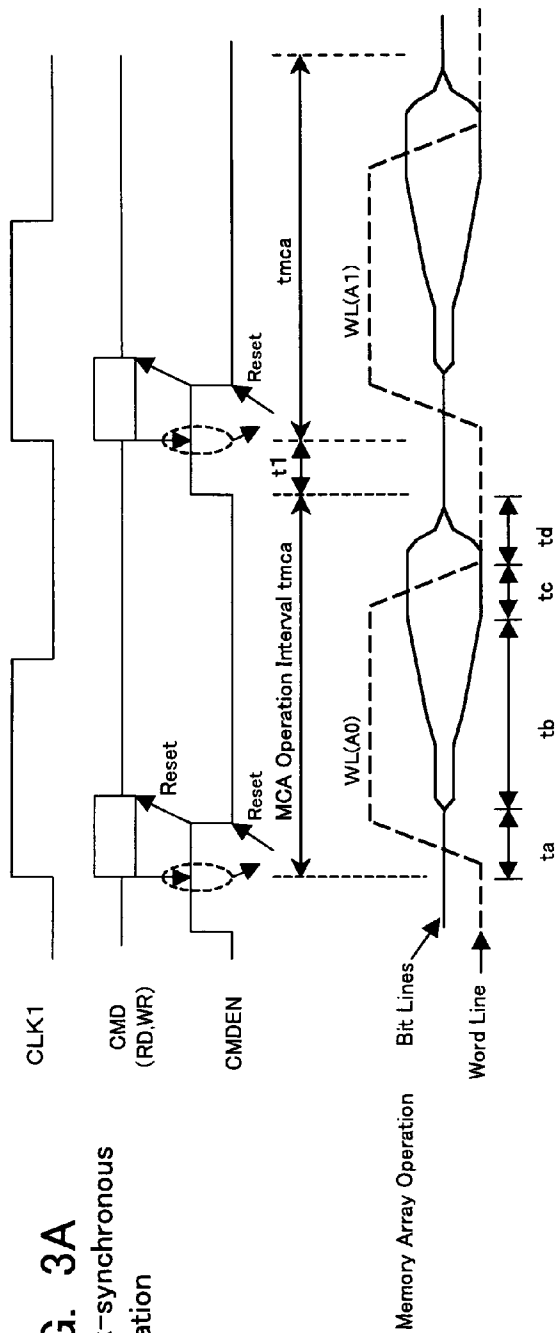 G. 3A
-synchronous
ation
CLK1
CMD
(RD,WR)
CMDEN
Reset
Reset
Reset
MCA Operation Interval tmca
t1
tmca
Memory Array Operation
Bit Lines
Word Line
WL(A0)
WL(A1)
ta
tb
tc
td